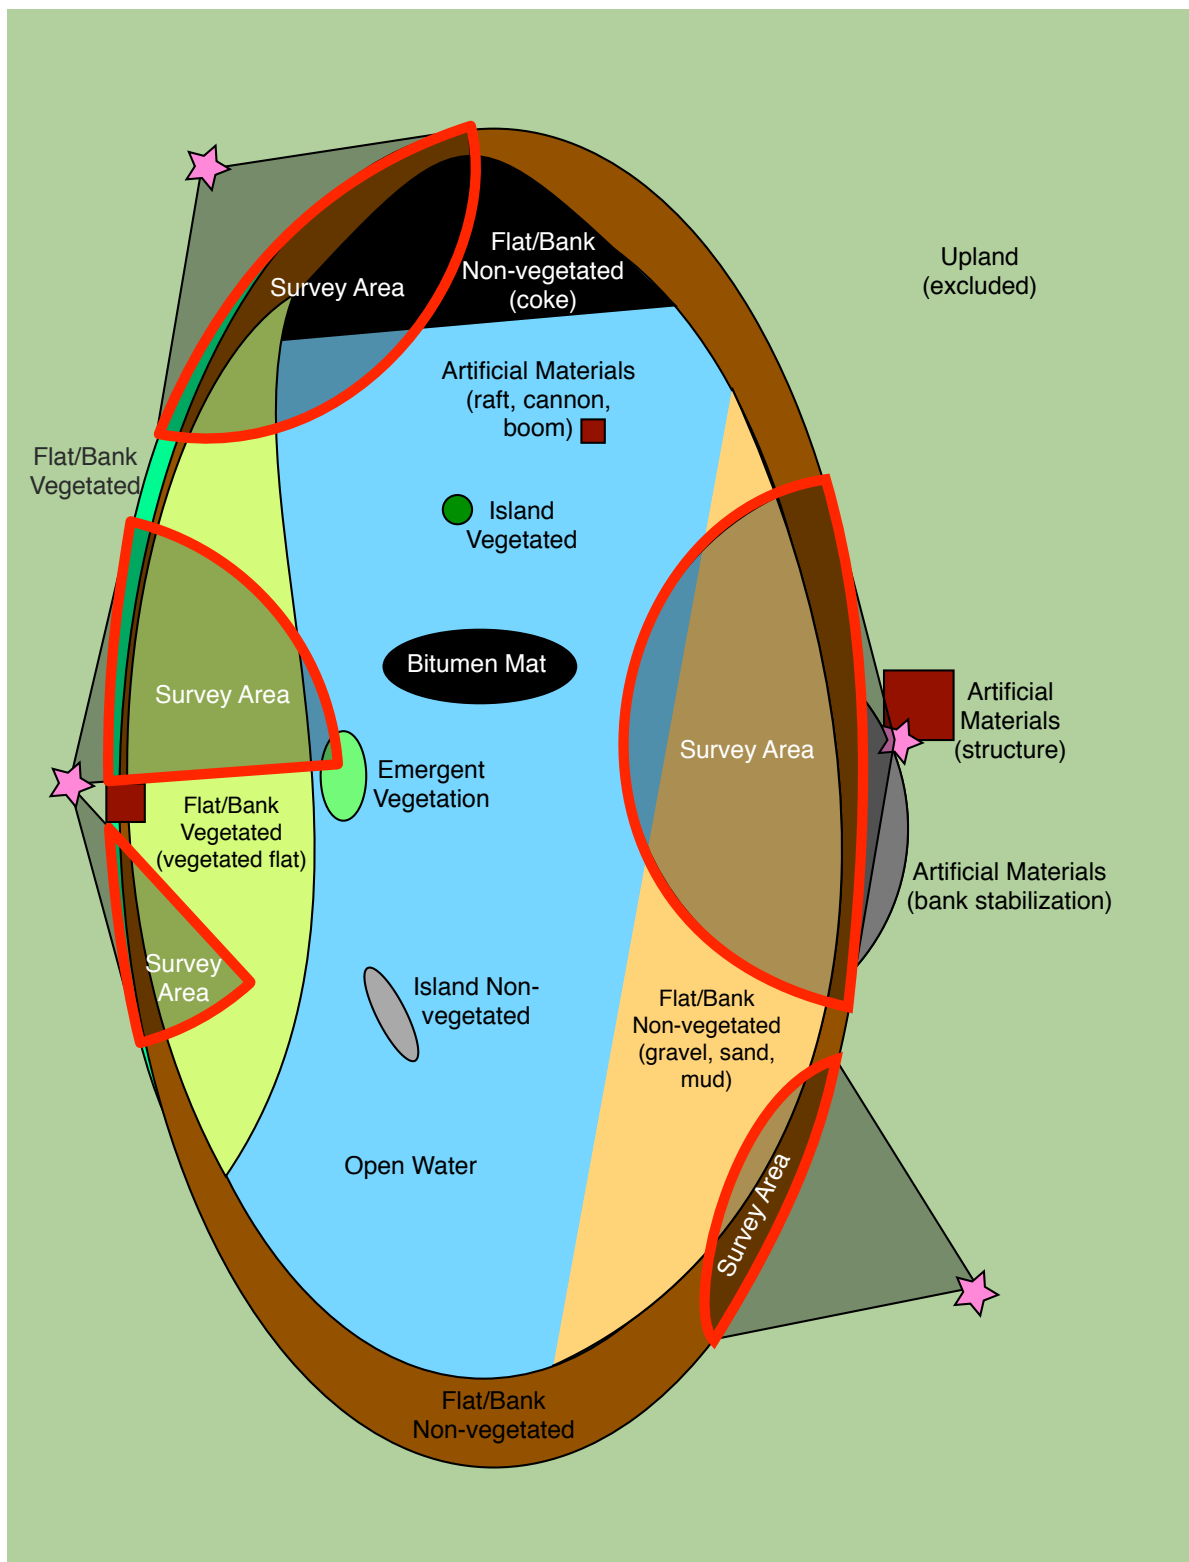 Flat/Bank
Non-vegetated
(coke)
Upland
(excluded)
Survey Area
Artificial Materials
(raft, cannon,
boom)
Flat/Bank
Vegetated
Island
Vegetated
Bitumen Mat
Survey Area
Survey Area
Artificial
Materials
(structure)
Emergent
Vegetation
Flat/Bank
Vegetated
(vegetated flat)
Artificial Materials
(bank stabilization)
Survey
Area
Island Non-
vegetated
Flat/Bank
Non-vegetated
(gravel, sand,
mud)
Open Water
Survey Area
Flat/Bank
Non-vegetated